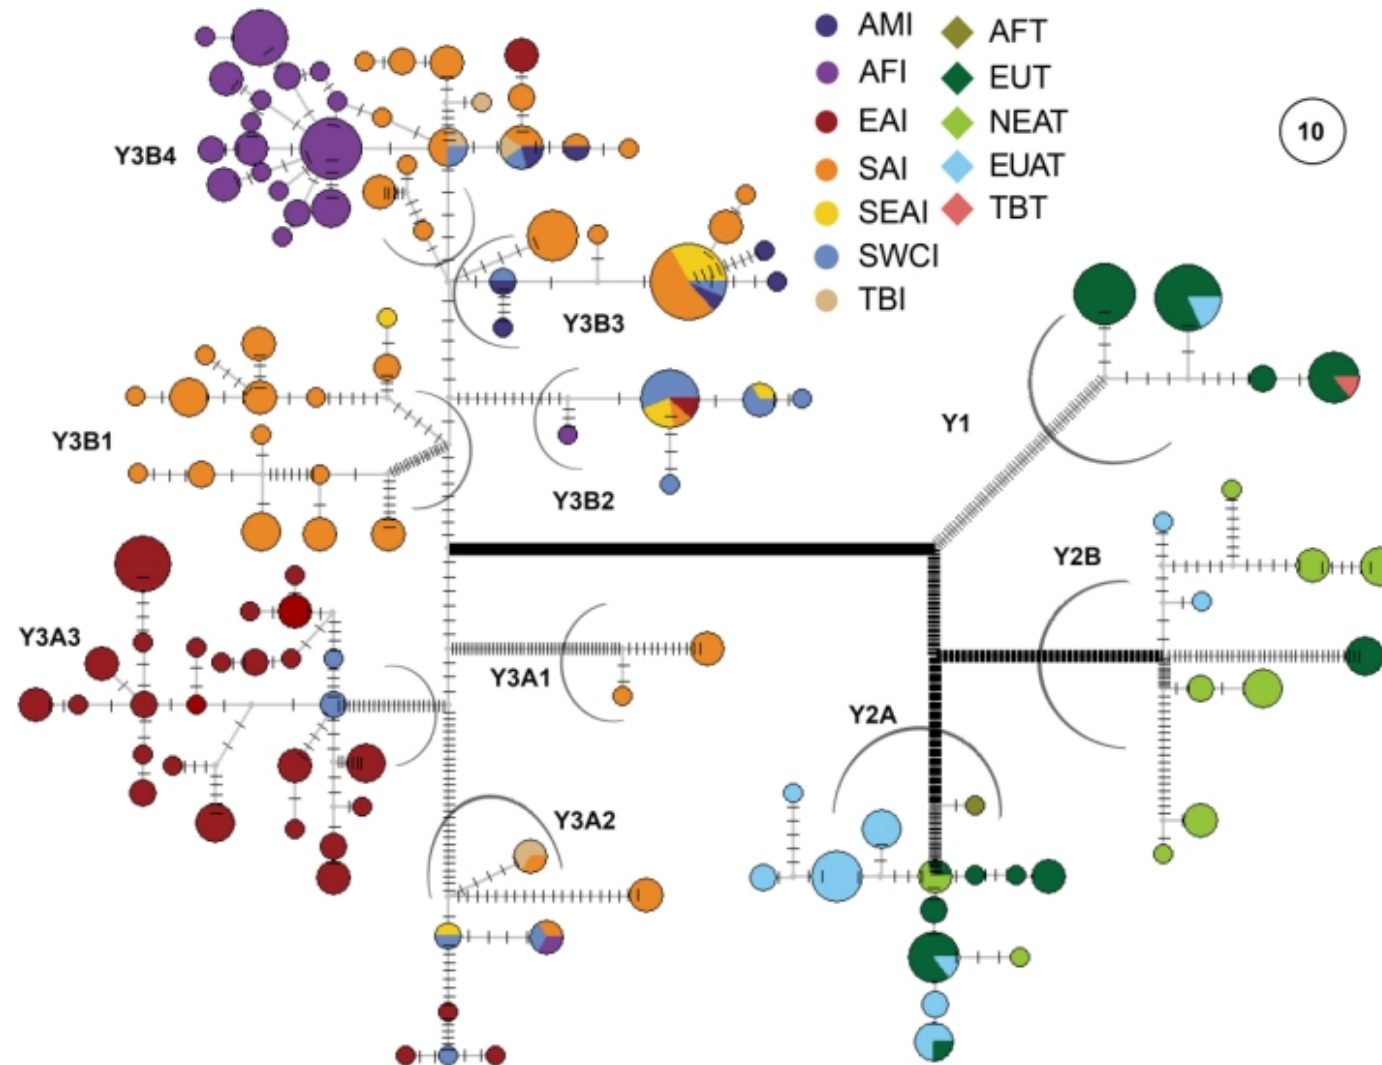 AMI
AFI
EAI
SAI
SEAI
SWCI
TBI
AFT
EUT
NEAT
EUAT
TBT
10
Y3B4
Y3B3
Y3B1
Y3B2
Y1
Y2B
Y3A3
Y3A1
Y2A
Y3A2